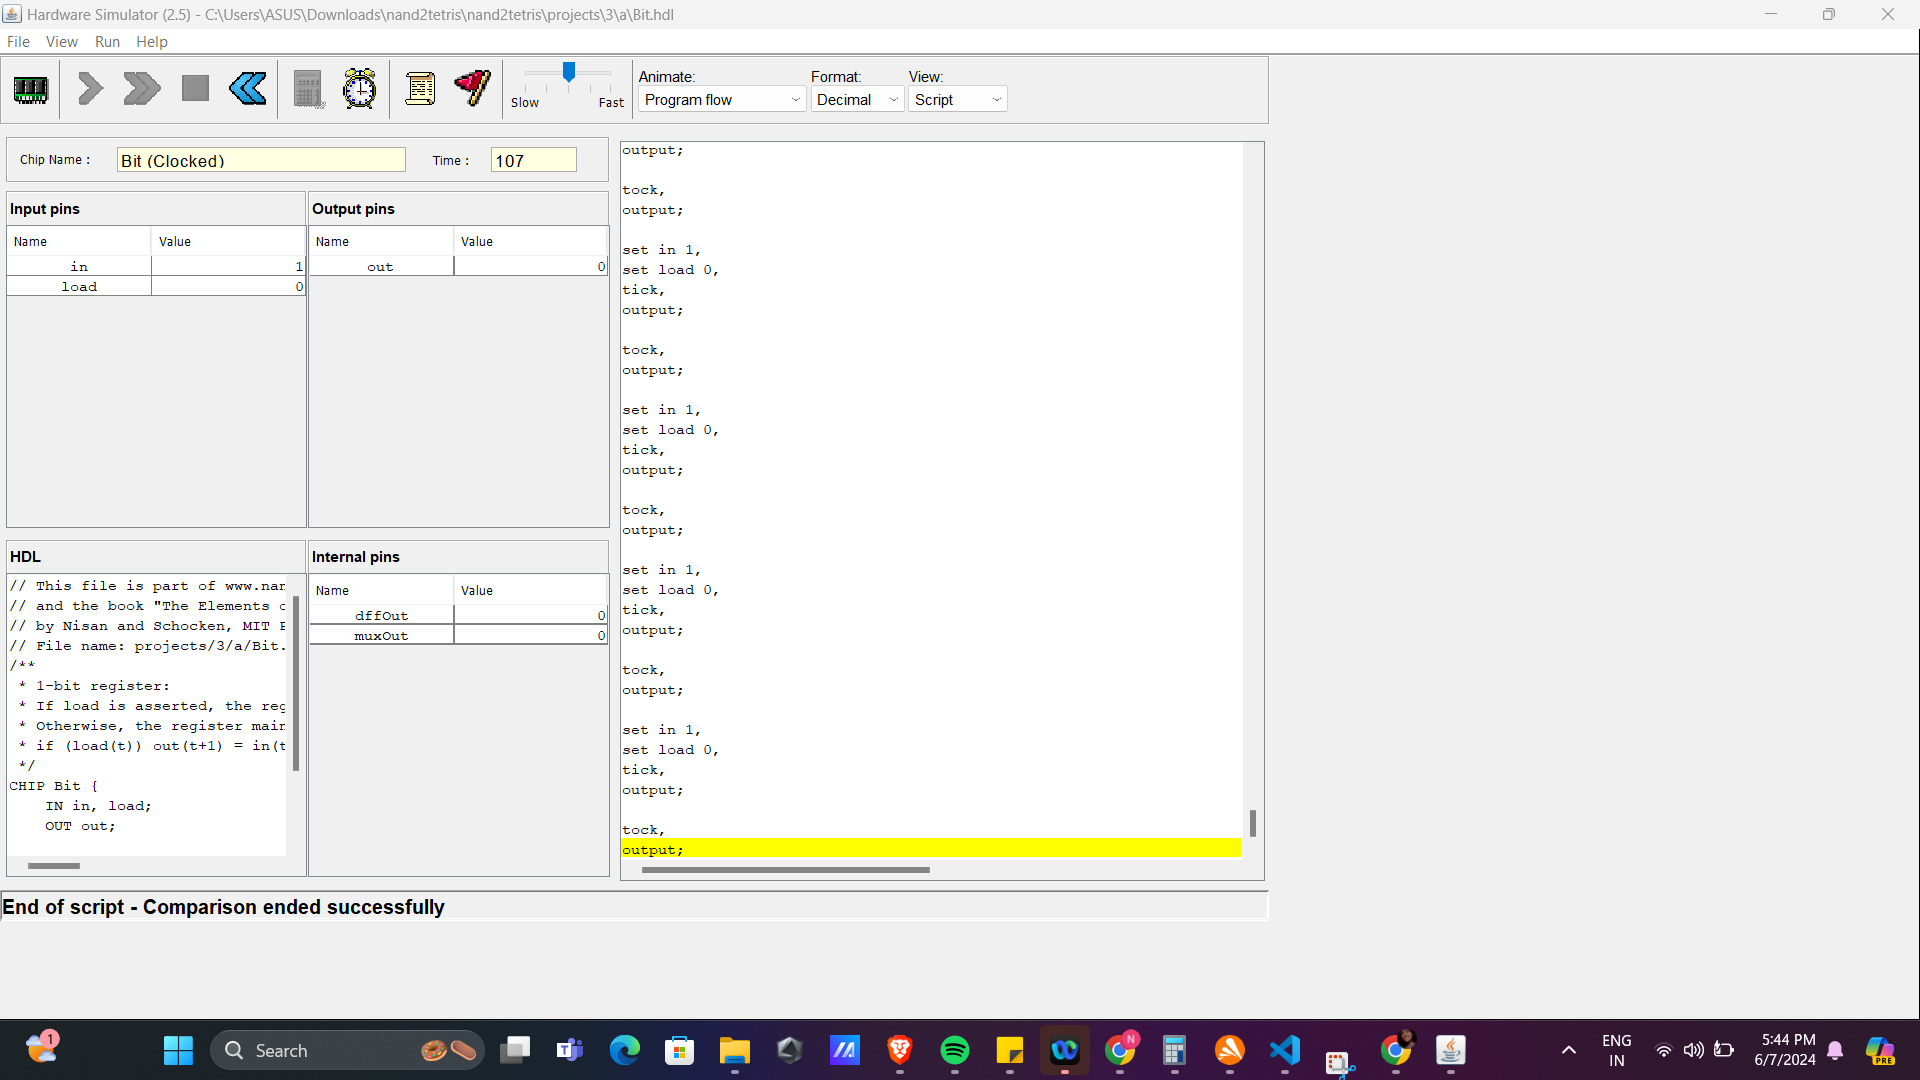 Hardware Simulator (2.5) - C:\Users\ASUS\Downloads\nand2tetris\nand2tetris\projects\3\a\Bit.hdl
File View Run Help
Slow Fast
Animate: Format: View:
Program flow Decimal Script
Chip Name : Bit (Clocked) Time : 107
Input pins
Name Value
in 1
load 0
Output pins
Name Value
out 0
HDL
// This file is part of www.nan
// and the book "The Elements o
// by Nisan and Schocken, MIT P
// File name: projects/3/a/Bit.
/**
* 1-bit register:
* If load is asserted, the reg
* Otherwise, the register main
* if (load(t)) out(t+1) = in(t
*/
CHIP Bit {
IN in, load;
OUT out;
Internal pins
Name Value
dffOut 0
muxOut 0
output;
tock,
output;
set in 1,
set load 0,
tick,
output;
tock,
output;
set in 1,
set load 0,
tick,
output;
tock,
output;
set in 1,
set load 0,
tick,
output;
tock,
output;
set in 1,
set load 0,
tick,
output;
tock,
output;
End of script - Comparison ended successfully
1
Search
N
ENG
IN
5:44 PM
6/7/2024
PRE